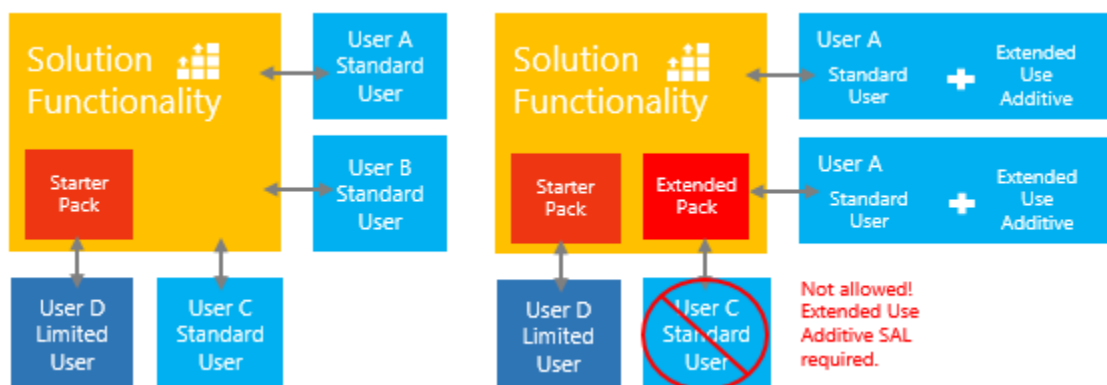 Solution
Functionality
Starter
Pack
User A
Standard
User
User B
Standard
User
User D
Limited
User
User C
Standard
User
Solution
Functionality
Starter
Pack
Extended
Pack
User A
Standard
User
Extended
Use
Additive
User A
Standard
User
Extended
Use
Additive
User D
Limited
User
User C
Standard
User
Not allowed!
Extended Use
Additive SAL
required.